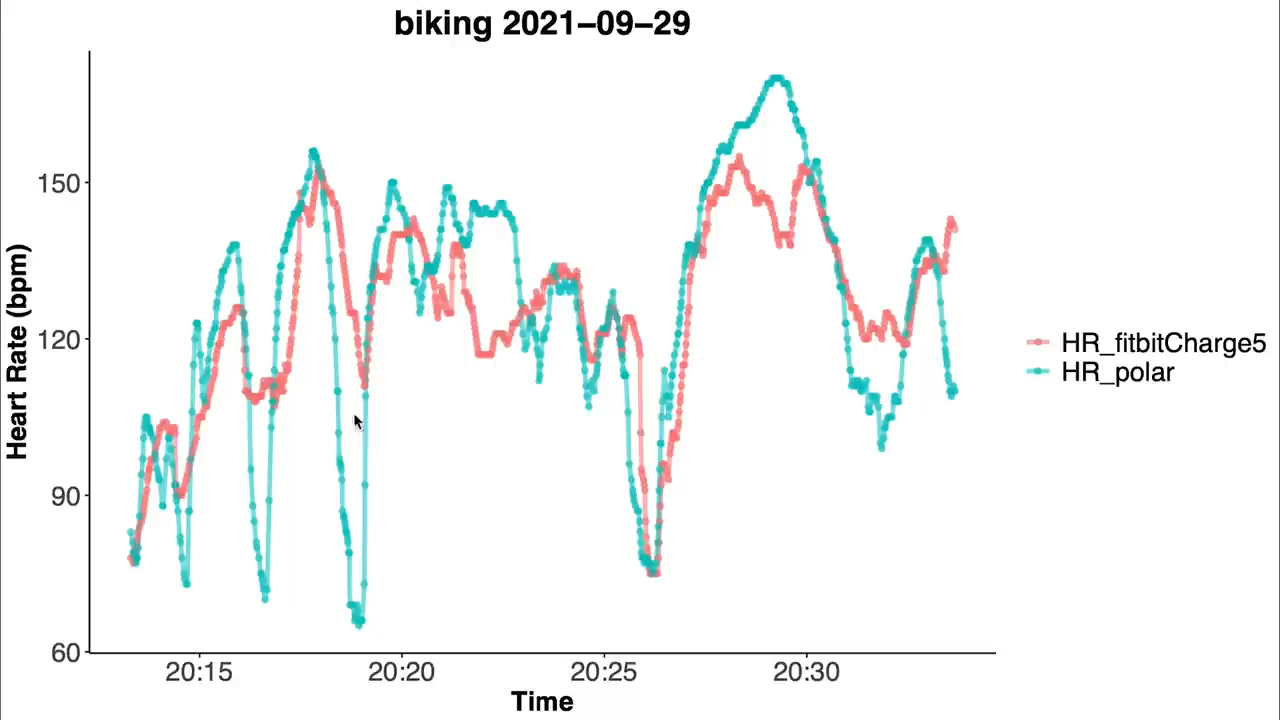 biking 2021–09–29
Heart Rate (bpm)
150
120
90
60
20:15
20:20
20:25
20:30
Time
HR_fitbitCharge5
HR_polar